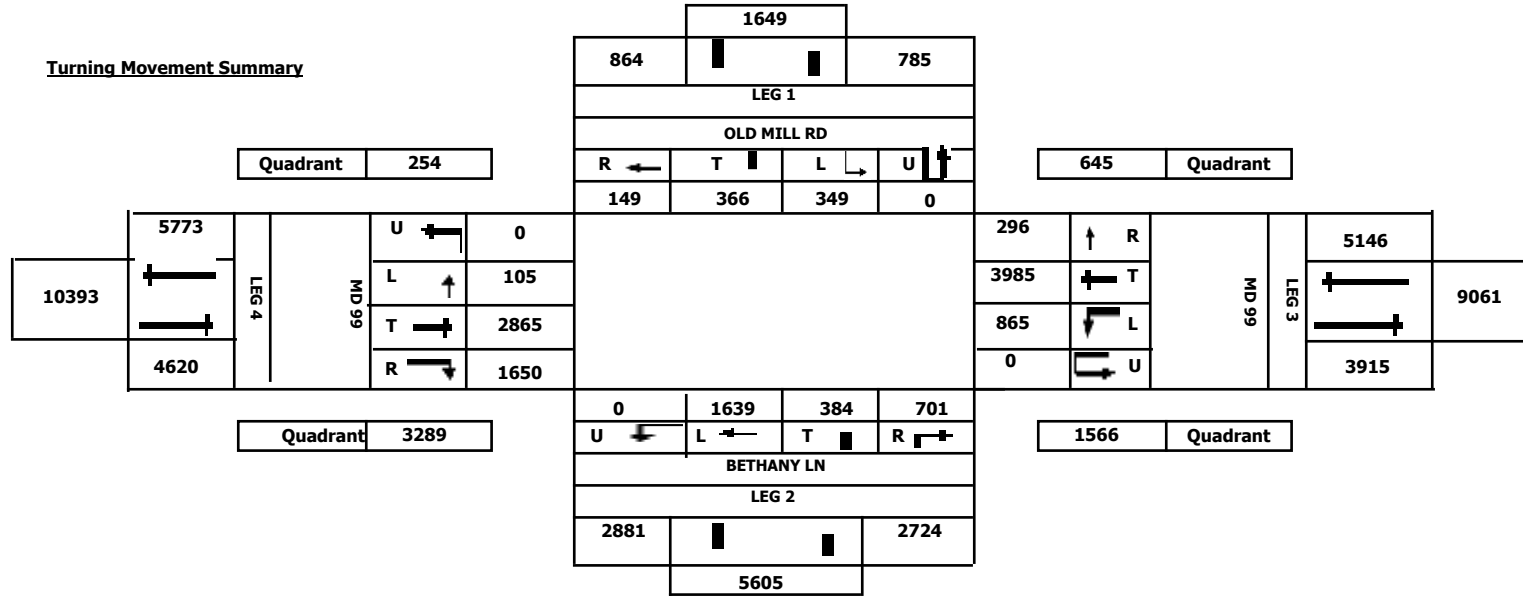 1649
Turning Movement Summary
864 785
LEG 1
OLD MILL RD
Quadrant 254
R T L U
645 Quadrant
149 366 349 0
5773
U 0
296 R
5146
10393
LEG 4
MD 99
L 105
3985 T
MD 99
LEG 3
9061
T 2865
865 L
4620
R 1650
0 U
3915
0 1639 384 701
Quadrant 3289
U L T R
1566 Quadrant
BETHANY LN
LEG 2
2881 2724
5605